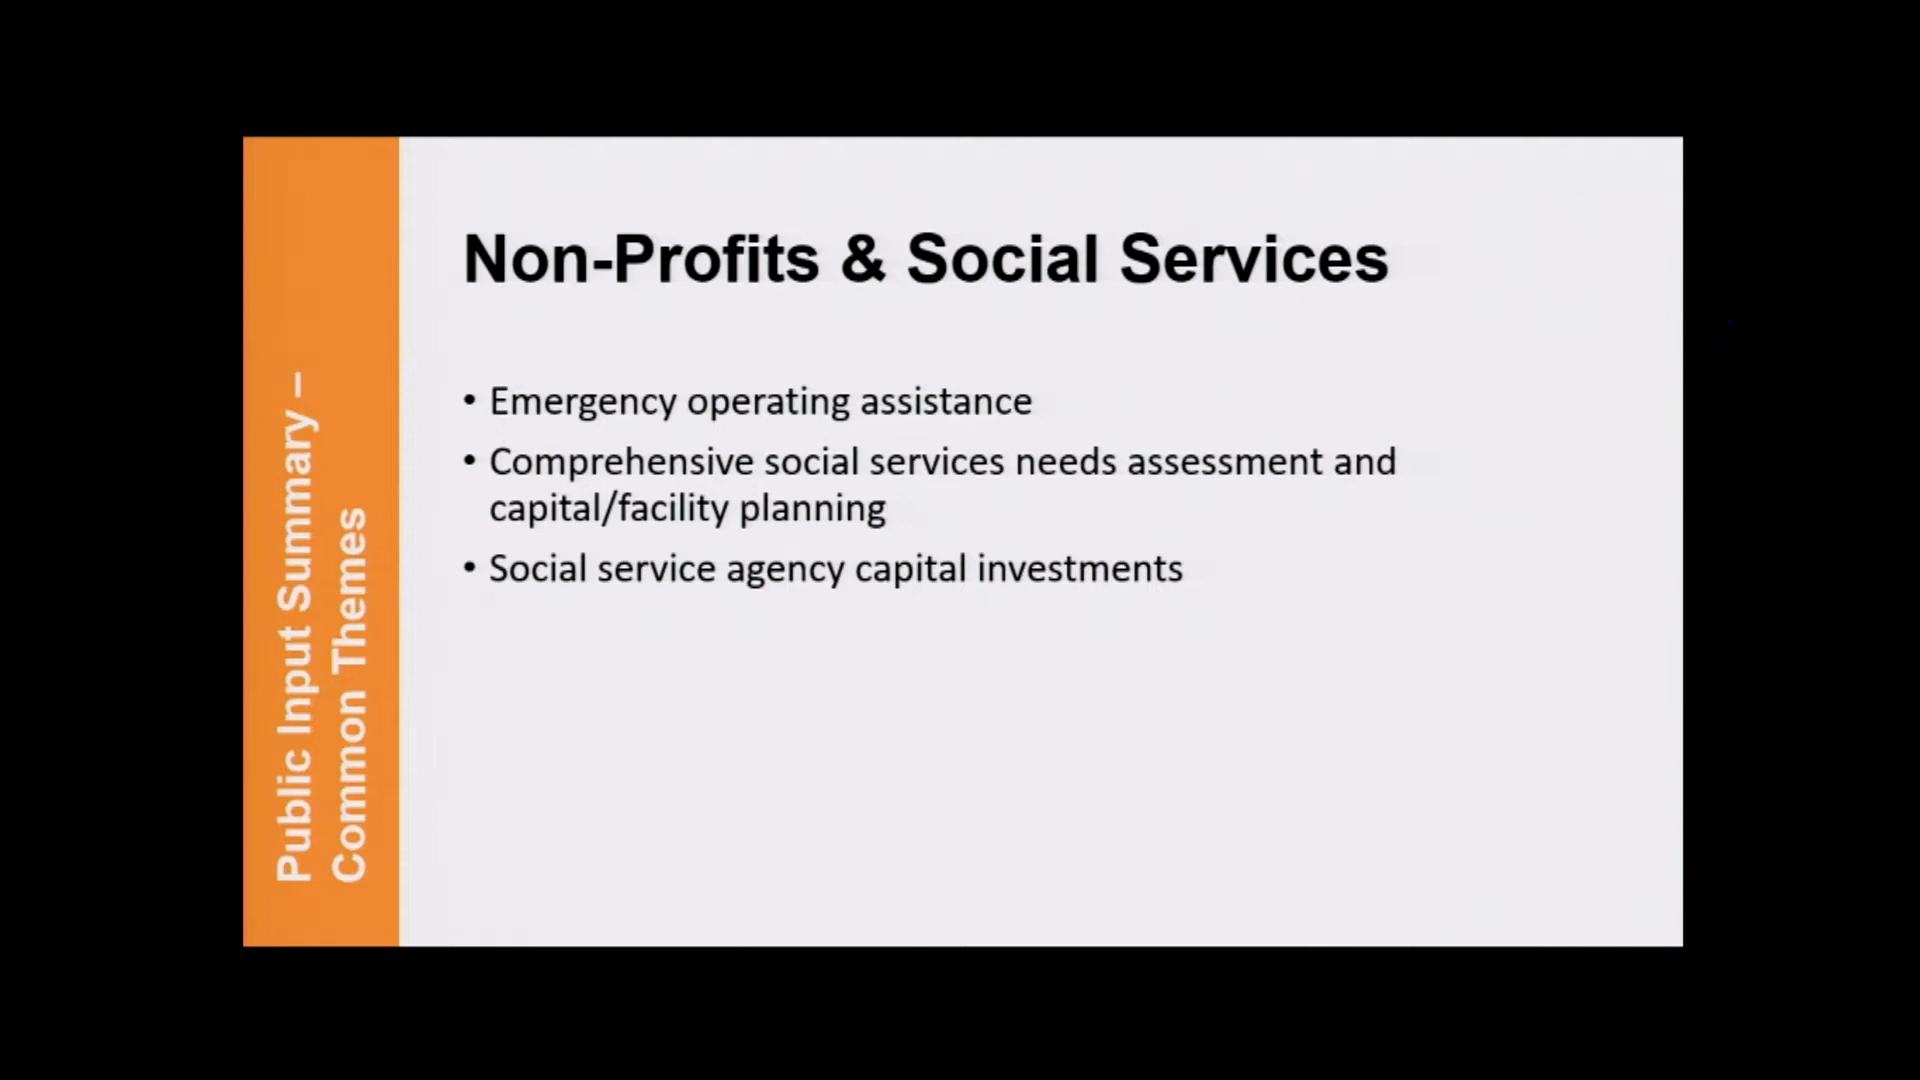 Public Input Summary –
Common Themes
Non-Profits & Social Services
• Emergency operating assistance
• Comprehensive social services needs assessment and
capital/facility planning
• Social service agency capital investments